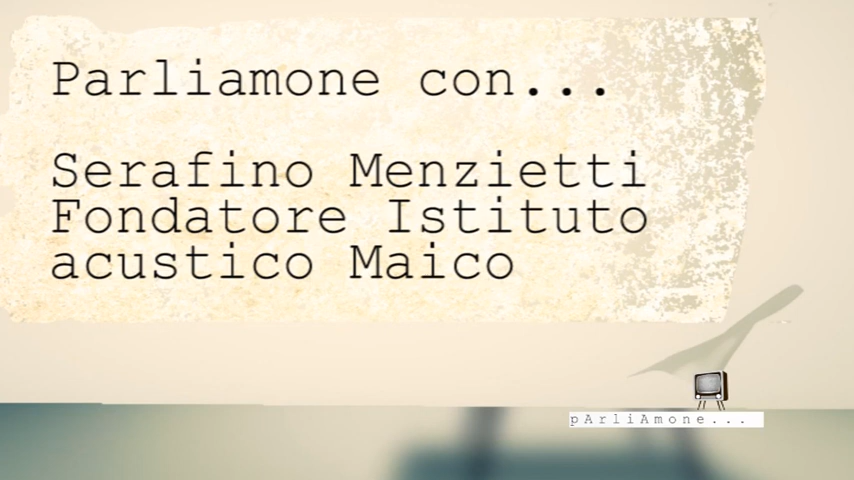 Parliamone con...
Serafino Menzietti
Fondatore Istituto
acustico Maico
pArliAmone...